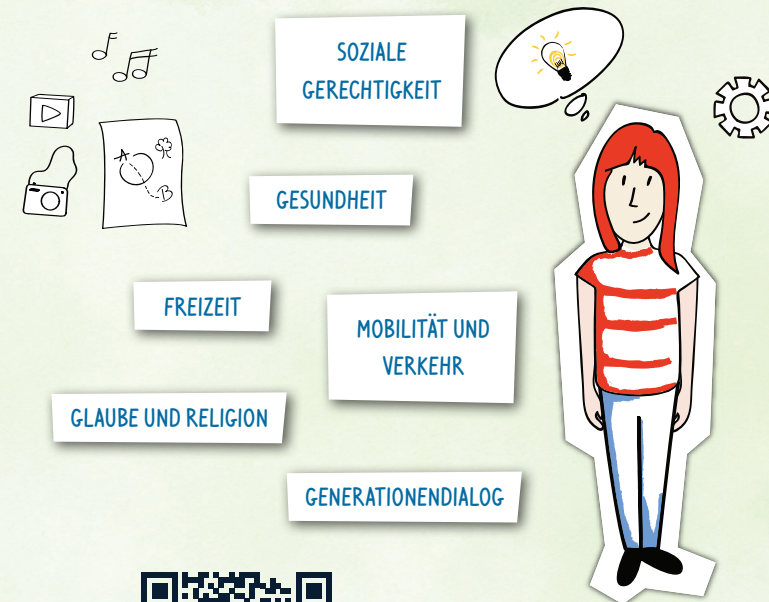 SOZIALE
GERECHTIGKEIT
GESUNDHEIT
A
B
FREIZEIT
MOBILITÄT UND
VERKEHR
GLAUBE UND RELIGION
GENERATIONENDIALOG